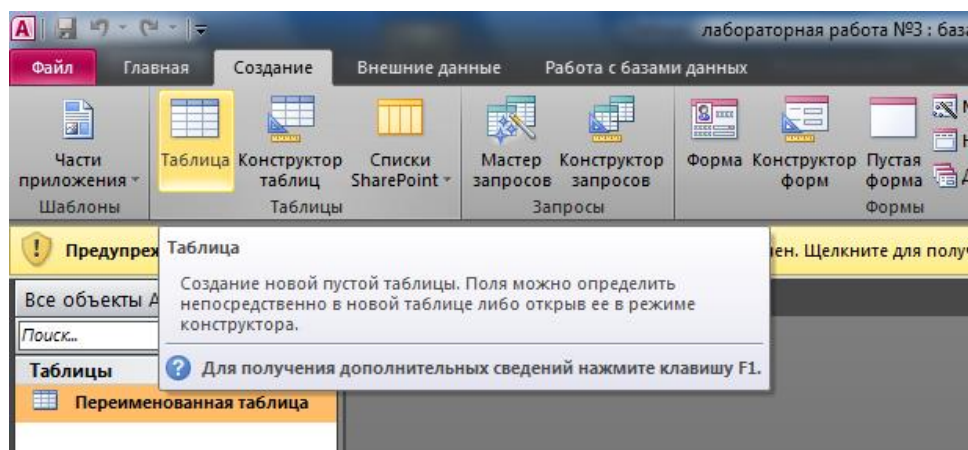 лабораторная работа №3 : база
Файл Главная Создание Внешние данные Работа с базами данных
Части приложения
Таблица
Конструктор таблиц
Списки SharePoint
Мастер запросов
Конструктор запросов
Форма
Конструктор форм
Пустая форма
Шаблоны Таблицы Запросы Формы
Предупреж
ен. Щелкните для полу
Таблица
Создание новой пустой таблицы. Поля можно определить
непосредственно в новой таблице либо открыв ее в режиме
конструктора.
Для получения дополнительных сведений нажмите клавишу F1.
Все объекты A
Поиск...
Таблицы
Переименованная таблица